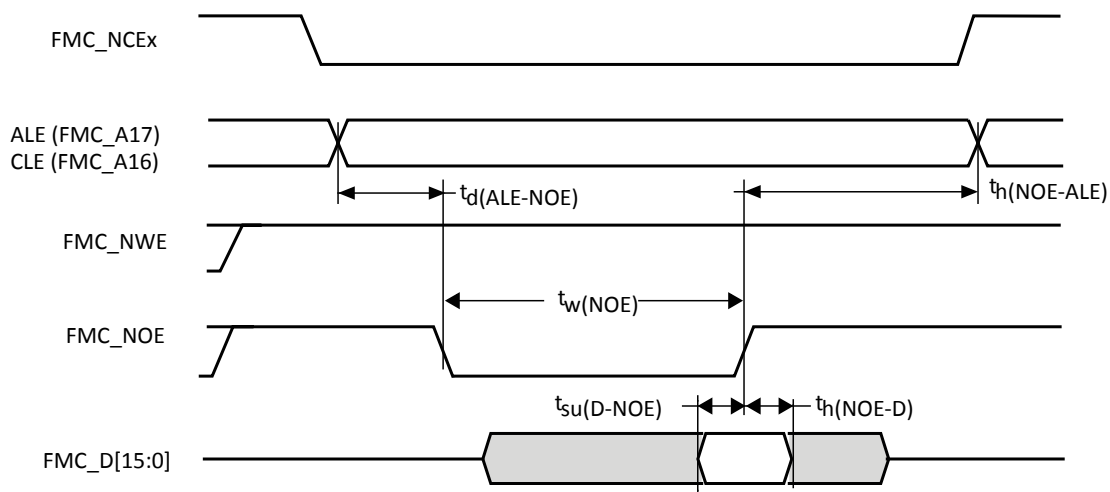 FMC_NCEx
ALE (FMC_A17)
CLE (FMC_A16)
td(ALE-NOE)
th(NOE-ALE)
FMC_NWE
tw(NOE)
FMC_NOE
tsu(D-NOE)
th(NOE-D)
FMC_D[15:0]